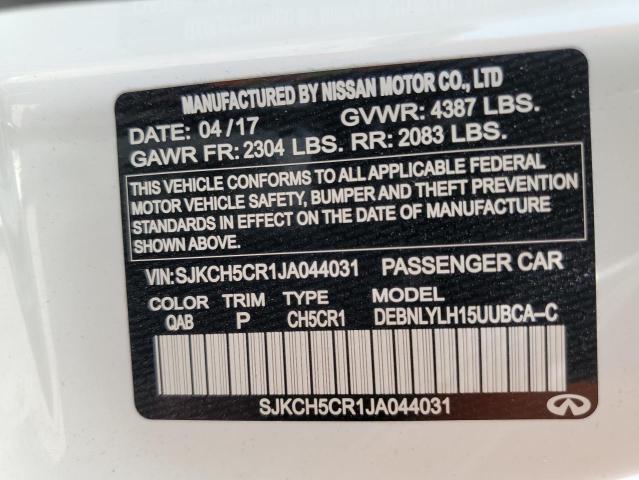 MANUFACTURED BY NISSAN MOTOR CO., LTD
DATE: 04/17 GVWR: 4387 LBS.
GAWR FR: 2304 LBS. RR: 2083 LBS.
THIS VEHICLE CONFORMS TO ALL APPLICABLE FEDERAL
MOTOR VEHICLE SAFETY, BUMPER AND THEFT PREVENTION
STANDARDS IN EFFECT ON THE DATE OF MANUFACTURE
SHOWN ABOVE.
VIN:SJKCH5CR1JA044031 PASSENGER CAR
COLOR TRIM TYPE MODEL
QAB P CH5CR1 DEBNLYLH15UUBCA–C
SJKCH5CR1JA044031